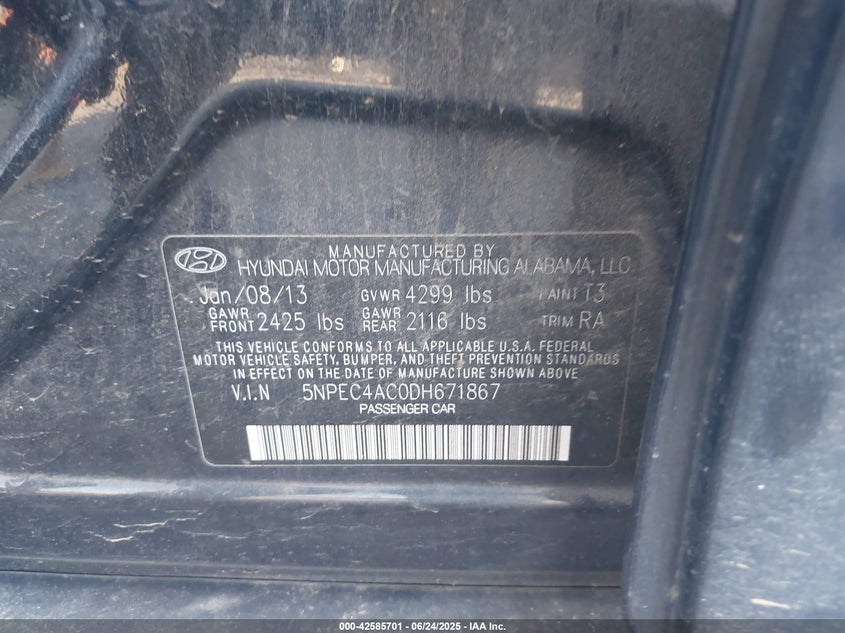 MANUFACTURED BY
HYUNDAI MOTOR MANUFACTURING ALABAMA, LLC
Jan/08/13 GVWR 4299 lbs PAINT T3
GAWR FRONT 2425 lbs GAWR REAR 2116 lbs TRIM RA
THIS VEHICLE CONFORMS TO ALL APPLICABLE U.S.A. FEDERAL
MOTOR VEHICLE SAFETY, BUMPER, AND THEFT PREVENTION STANDARDS
IN EFFECT ON THE DATE OF MANUFACTURE SHOWN ABOVE
V.I.N 5NPEC4AC0DH671867
PASSENGER CAR
000-42585701 - 06/24/2025 - IAA Inc.